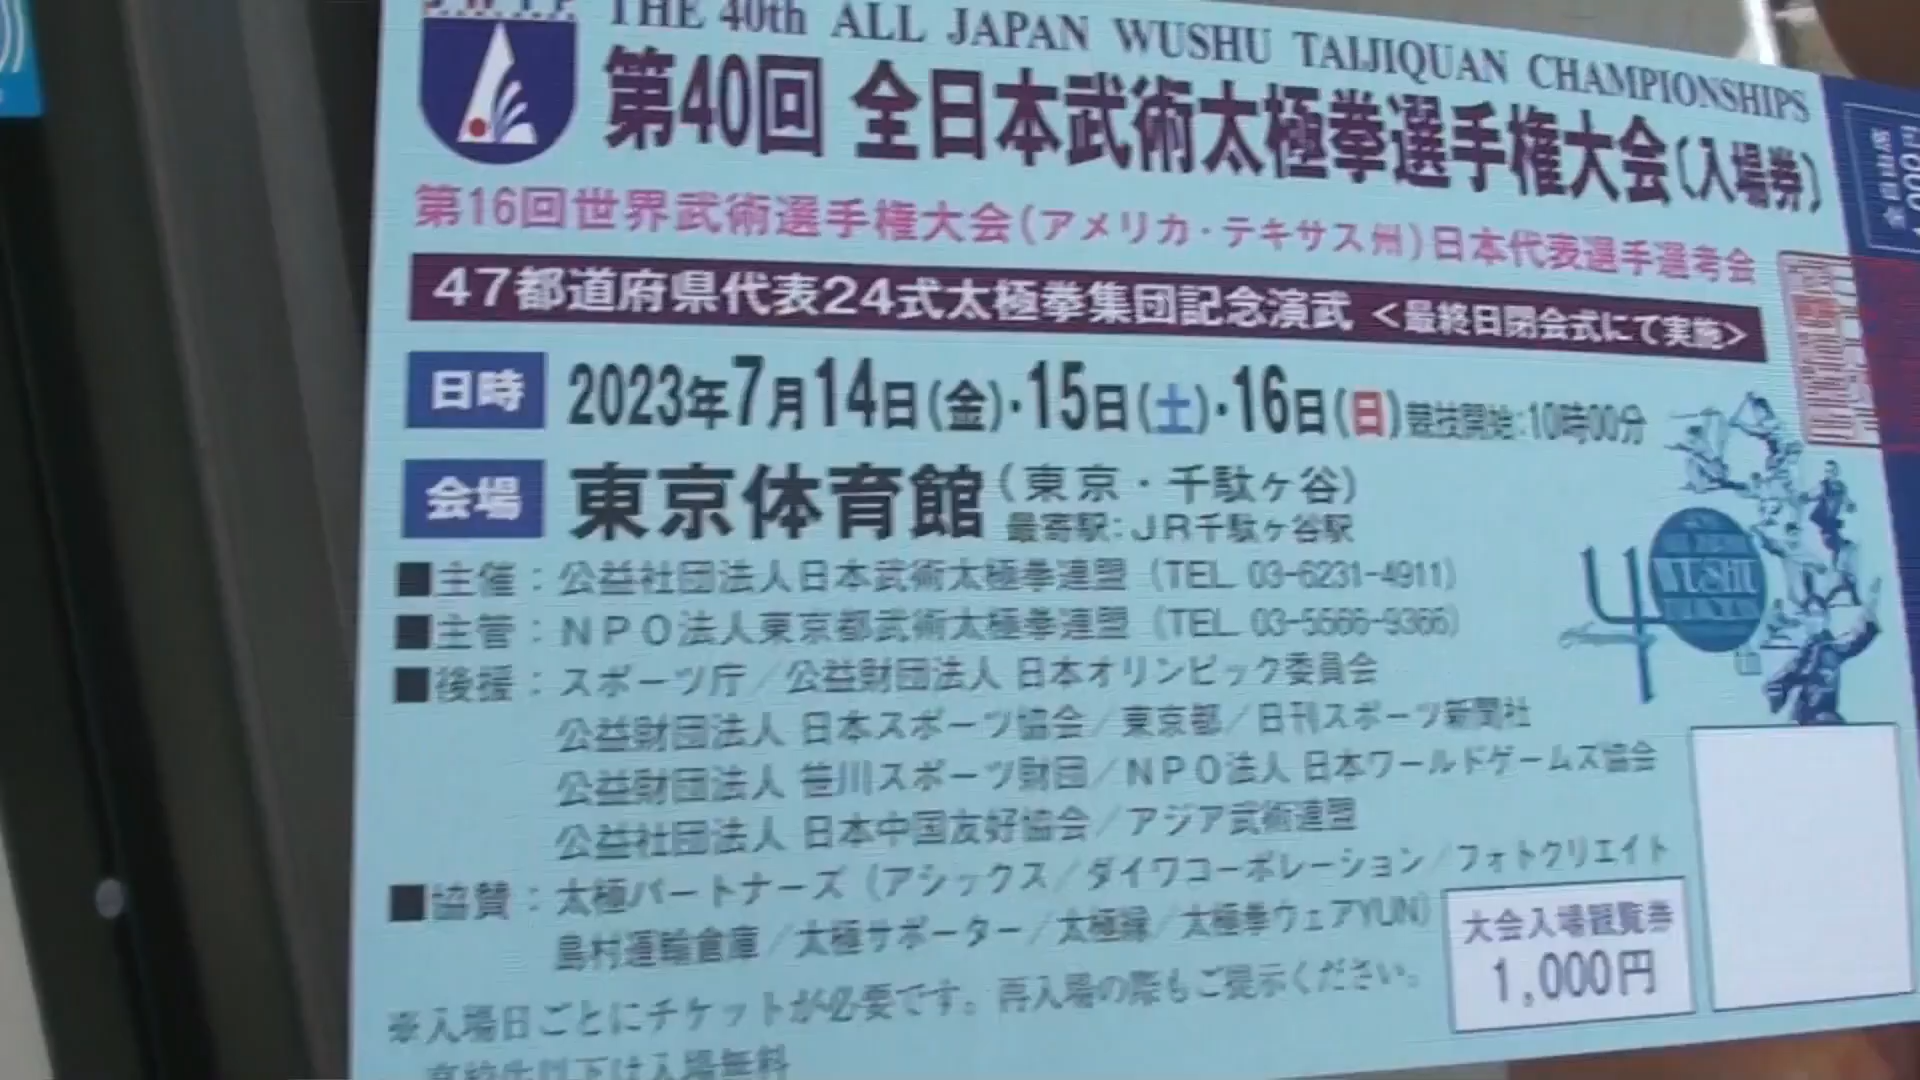 THE 40th ALL JAPAN WUSHU TAIJIQUAN CHAMPIONSHIPS
第40回 全日本武術太極拳選手権大会(入場券)
第16回世界武術選手権大会(アメリカ・テキサス州)日本代表選手選考会
47都道府県代表24式太極拳集団記念演武 <最終日閉会式にて実施>
日時 2023年7月14日(金)・15日(土)・16日(日) 競技開始:10時00分
会場 東京体育館 (東京・千駄ヶ谷)
最寄駅:JR千駄ヶ谷駅
■主催:公益社団法人日本武術太極拳連盟 (TEL 03-6231-4911)
■主管:NPO法人東京都武術太極拳連盟 (TEL 03-5566-9366)
■後援:スポーツ庁/公益財団法人 日本オリンピック委員会
公益財団法人 日本スポーツ協会/東京都/日刊スポーツ新聞社
公益財団法人 笹川スポーツ財団/NPO法人 日本ワールドゲームズ協会
公益社団法人 日本中国友好協会/アジア武術連盟
■協賛:太極パートナーズ (アシックス/ダイワコーポレーション/フォトクリエイト
島村運輸倉庫/太極サポーター/太極縁/太極拳ウェアYUN)
大会入場観覧券
1,000円
※入場日ごとにチケットが必要です。再入場の際もご提示ください。
高校生以下は入場無料